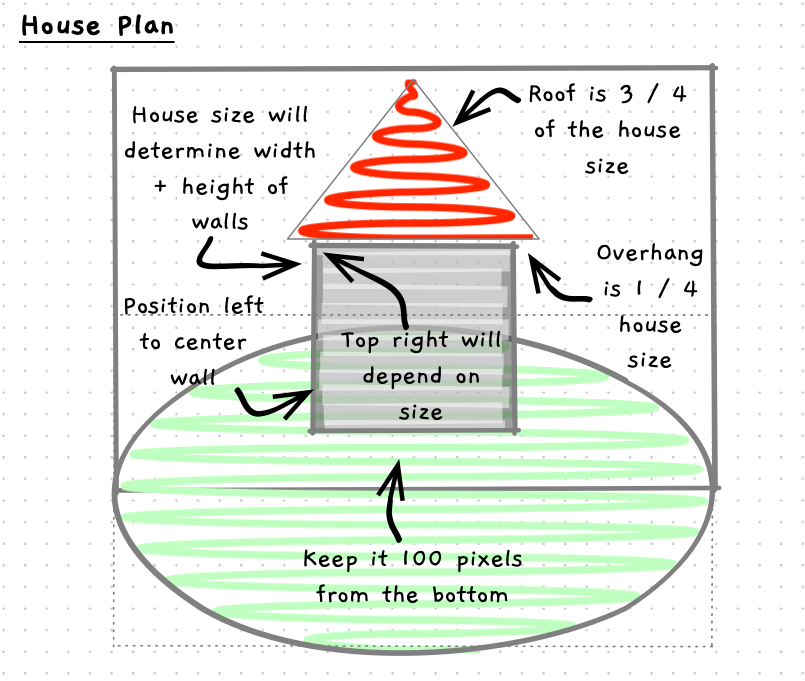 House Plan
House size will
determine width
+ height of
walls
Roof is 3 / 4
of the house
size
Overhang
is 1 / 4
house
size
Position left
to center
wall
Top right will
depend on
size
Keep it 100 pixels
from the bottom